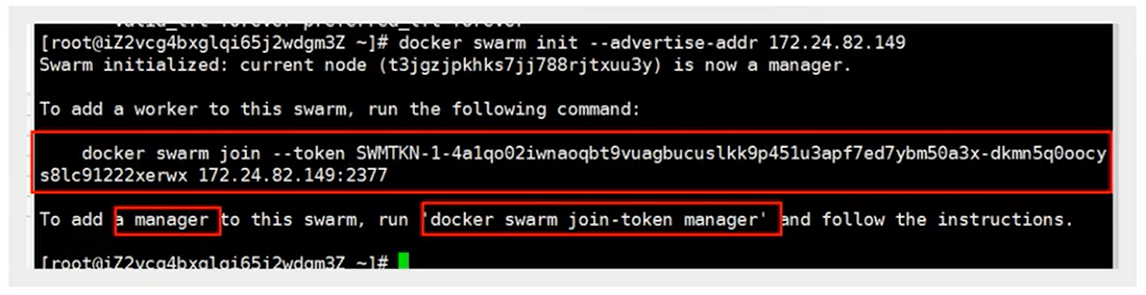 valid_lft forever preferred_lft forever
[root@iZ2vcg4bxglqi65j2wdgm3Z ~]# docker swarm init --advertise-addr 172.24.82.149
Swarm initialized: current node (t3jgzjpkhks7jj788rjtxuu3y) is now a manager.
To add a worker to this swarm, run the following command:
docker swarm join --token SWMTKN-1-4a1qo02iwnaoqbt9vuagbucuslkk9p451u3apf7ed7ybm50a3x-dkmn5q0oocy
s8lc91222xerwx 172.24.82.149:2377
To add a manager to this swarm, run 'docker swarm join-token manager' and follow the instructions.
[root@iZ2vcg4bxglqi65j2wdgm3Z ~]#